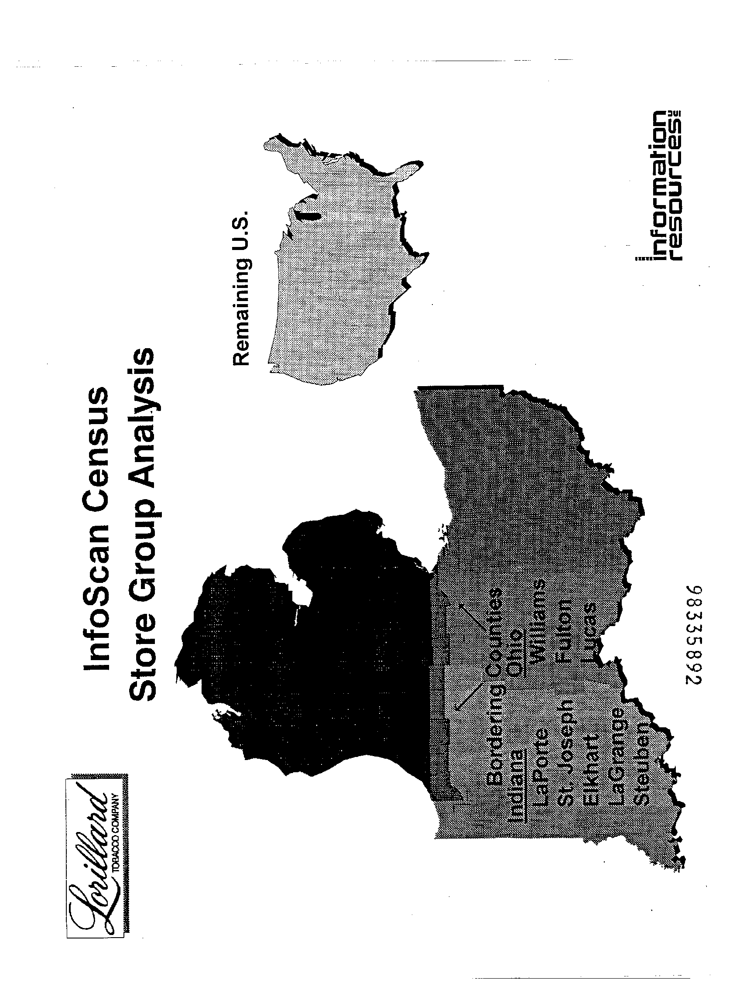 Lorillard
TOBACCO COMPANY
InfoScan Census
Store Group Analysis
Remaining U.S.
Bordering Counties
Indiana
LaPorte
St. Joseph
Elkhart
LaGrange
Steuben
Ohio
Williams
Fulton
Lucas
information
resources
98335892